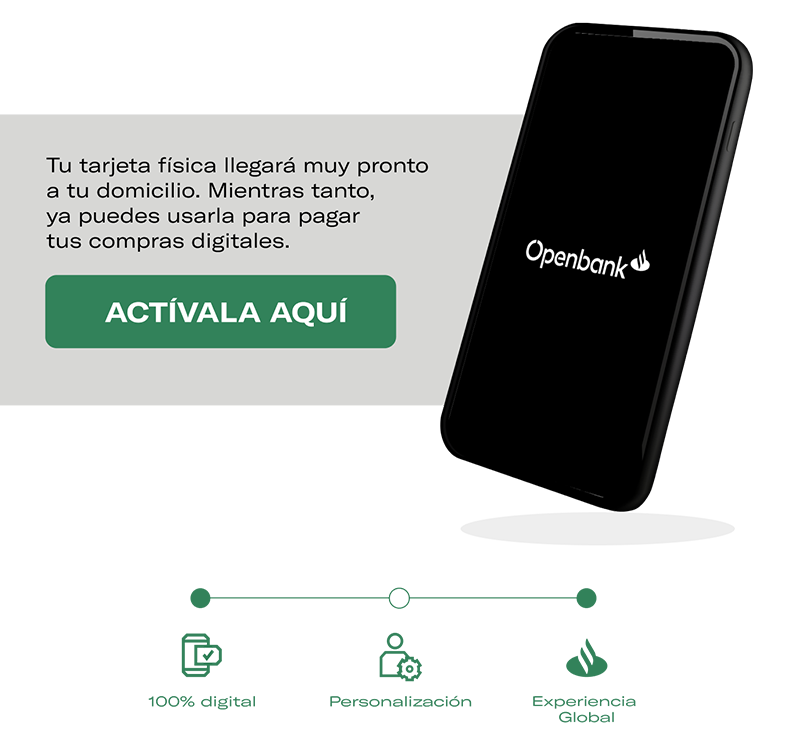 Tu tarjeta física llegará muy pronto
a tu domicilio. Mientras tanto,
ya puedes usarla para pagar
tus compras digitales.
ACTÍVALA AQUÍ
Openbank
100% digital
Personalización
Experiencia
Global